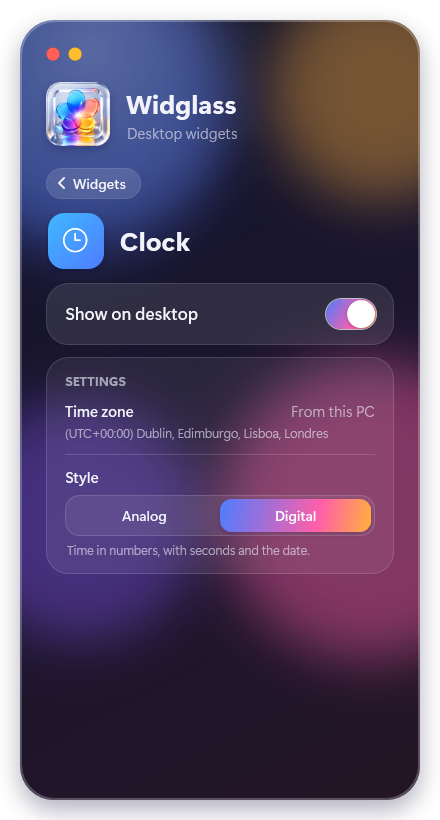 Widglass
Desktop widgets
Widgets
Clock
Show on desktop
SETTINGS
Time zone
From this PC
(UTC+00:00) Dublin, Edimburgo, Lisboa, Londres
Style
Analog
Digital
Time in numbers, with seconds and the date.